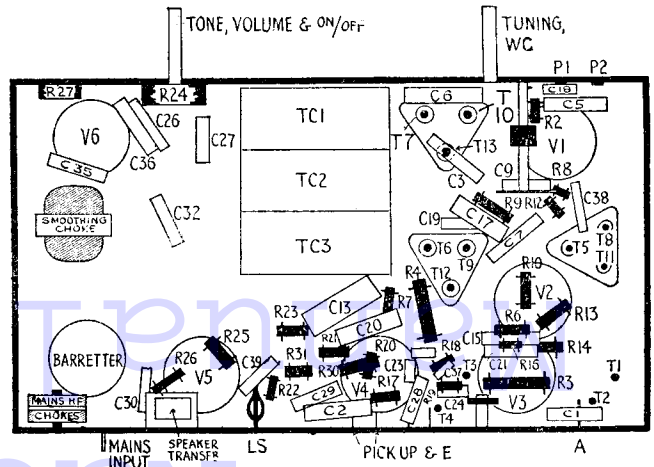 TONE, VOLUME & ON/OFF
TUNING,
WC
P1 P2
R27
R24
C6
T
10
C18
C5
TC1
R2
V6
C26
C36
C27
T7
T13
V1
C35
C3
C9
R8
TC2
C38
R9
R12
C32
SMOOTHING
CHOKE
C19
C17
C7
TC3
T6
T9
T5
T8
T11
T12
R10
R4
V2
C13
R7
R13
R23
C20
R6
R25
R21
C15
R14
BARRETTER
R20
R18
C39
R31
R30
C23
C21
R15
R26
T3
T1
V5
V4
C37
R3
R22
R17
R19
C29
C28
C24
V3
T2
C30
C2
T4
C1
MAINS HF
CHOKES
MAINS
INPUT
SPEAKER
TRANSFR
LS
PICK UP & E
A